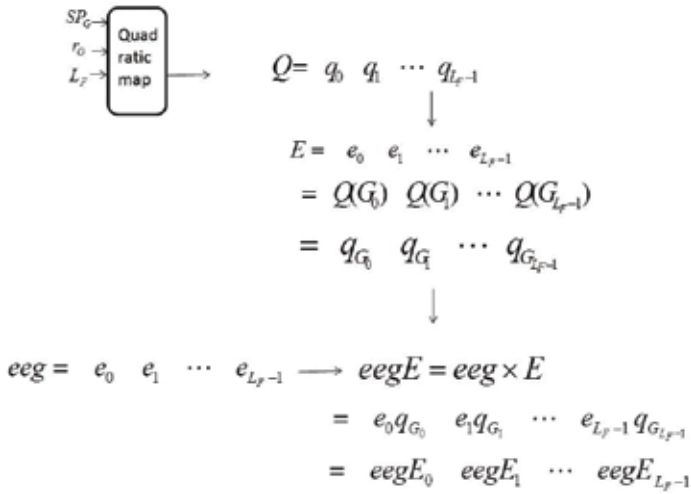 SP_G
r_O
L_F
Quad
ratic
map
Q = q_0 q_1 ⋯ q_{L_F-1}
E = e_0 e_1 ⋯ e_{L_F-1}
= Q(G_0) Q(G_1) ⋯ Q(G_{L_F-1})
= q_{G_0} q_{G_1} ⋯ q_{G_{L_F-1}}
eeg = e_0 e_1 ⋯ e_{L_F-1} → eegE = eeg × E
= e_0 q_{G_0} e_1 q_{G_1} ⋯ e_{L_F-1} q_{G_{L_F-1}}
= eegE_0 eegE_1 ⋯ eegE_{L_F-1}